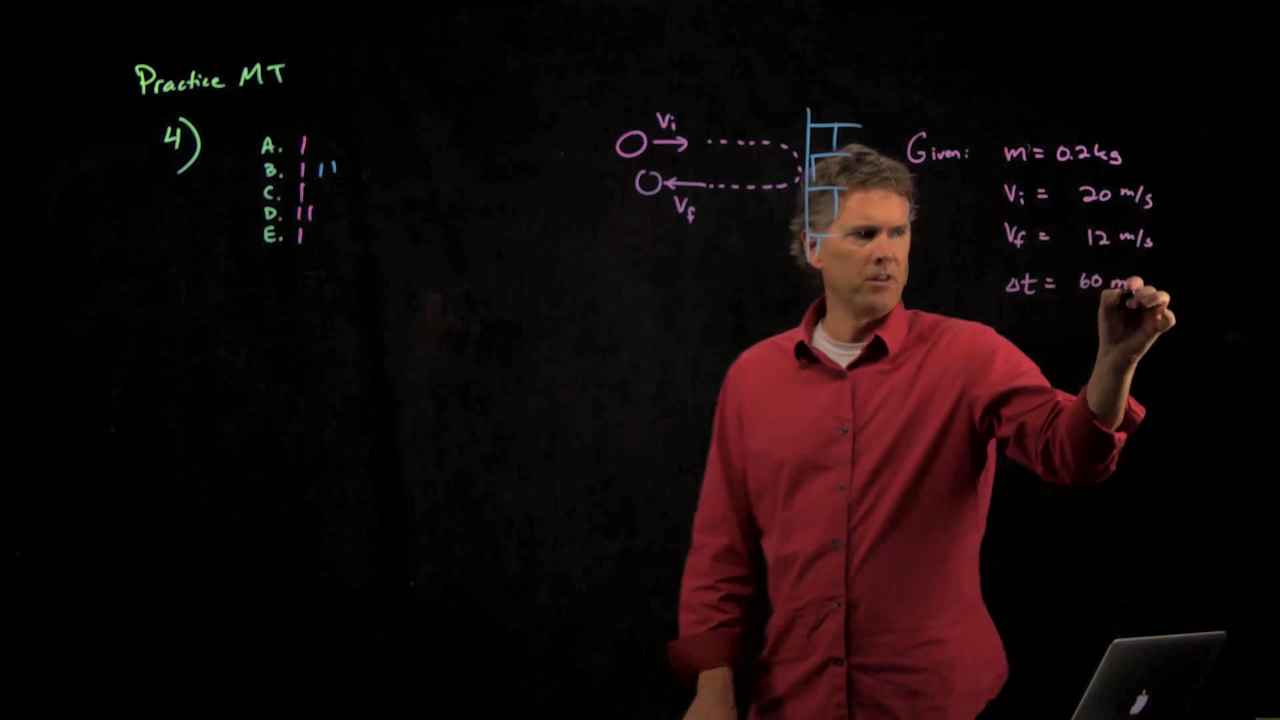 Practice MT
4)
A. |
B. | ||
C. |
D. ||
E. |
Vi
Vf
Given: m = 0.2 kg
Vi = 20 m/s
Vf = 12 m/s
Δt = 60